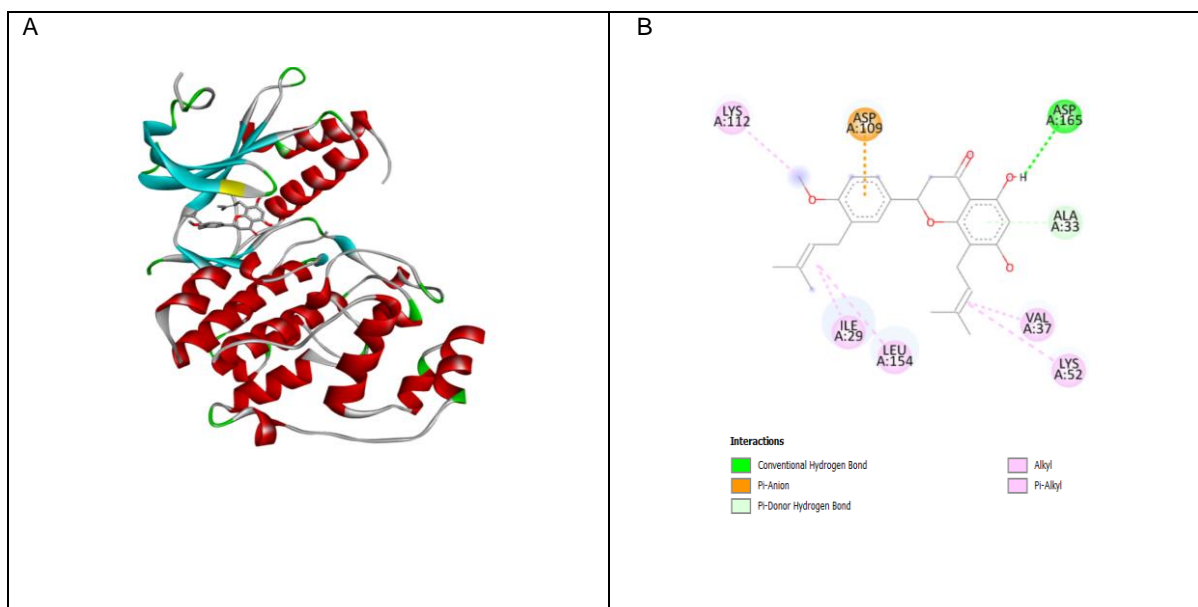 A
B
LYS
A:112
ASP
A:109
ASP
A:165
O
O
H
O
O
ALA
A:33
O
ILE
A:29
LEU
A:154
VAL
A:37
LYS
A:52
Interactions
Conventional Hydrogen Bond
Pi-Anion
Pi-Donor Hydrogen Bond
Alkyl
Pi-Alkyl